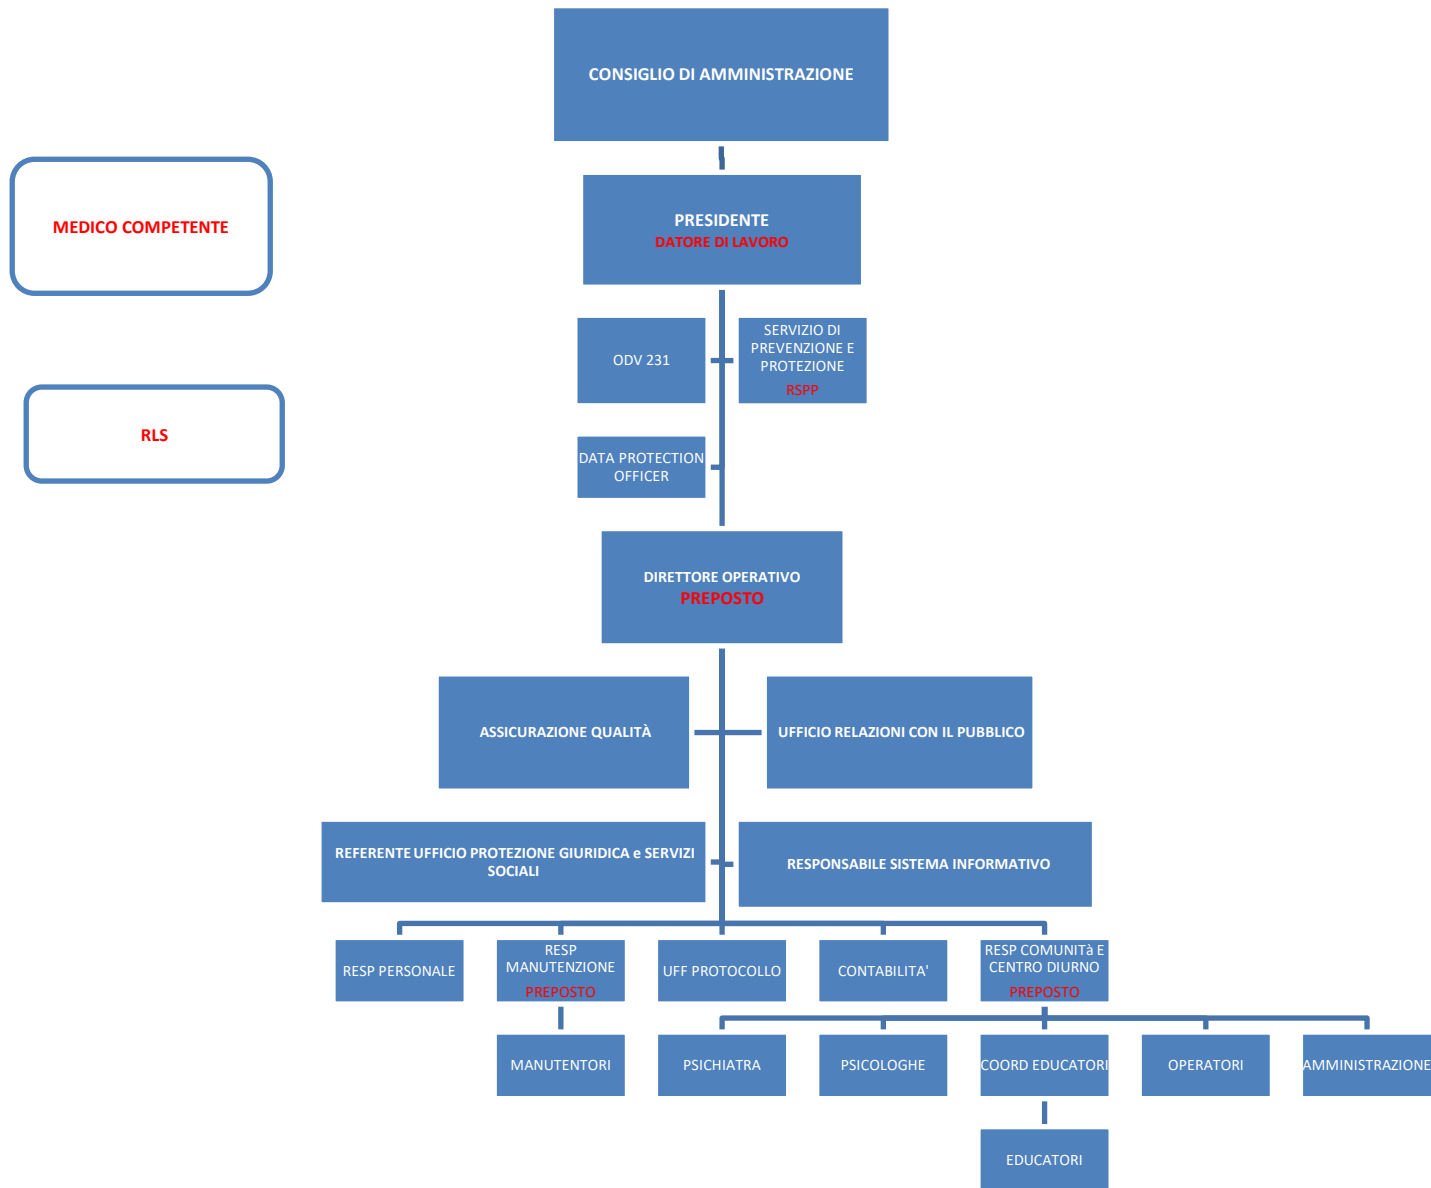 CONSIGLIO DI AMMINISTRAZIONE
MEDICO COMPETENTE
PRESIDENTE
DATORE DI LAVORO
ODV 231
SERVIZIO DI
PREVENZIONE E
PROTEZIONE
RSPP
RLS
DATA PROTECTION
OFFICER
DIRETTORE OPERATIVO
PREPOSTO
ASSICURAZIONE QUALITÀ
UFFICIO RELAZIONI CON IL PUBBLICO
REFERENTE UFFICIO PROTEZIONE GIURIDICA e SERVIZI
SOCIALI
RESPONSABILE SISTEMA INFORMATIVO
RESP PERSONALE
RESP
MANUTENZIONE
PREPOSTO
UFF PROTOCOLLO
CONTABILITA'
RESP COMUNITà E
CENTRO DIURNO
PREPOSTO
MANUTENTORI
PSICHIATRA
PSICOLOGHE
COORD EDUCATORI
OPERATORI
AMMINISTRAZIONE
EDUCATORI